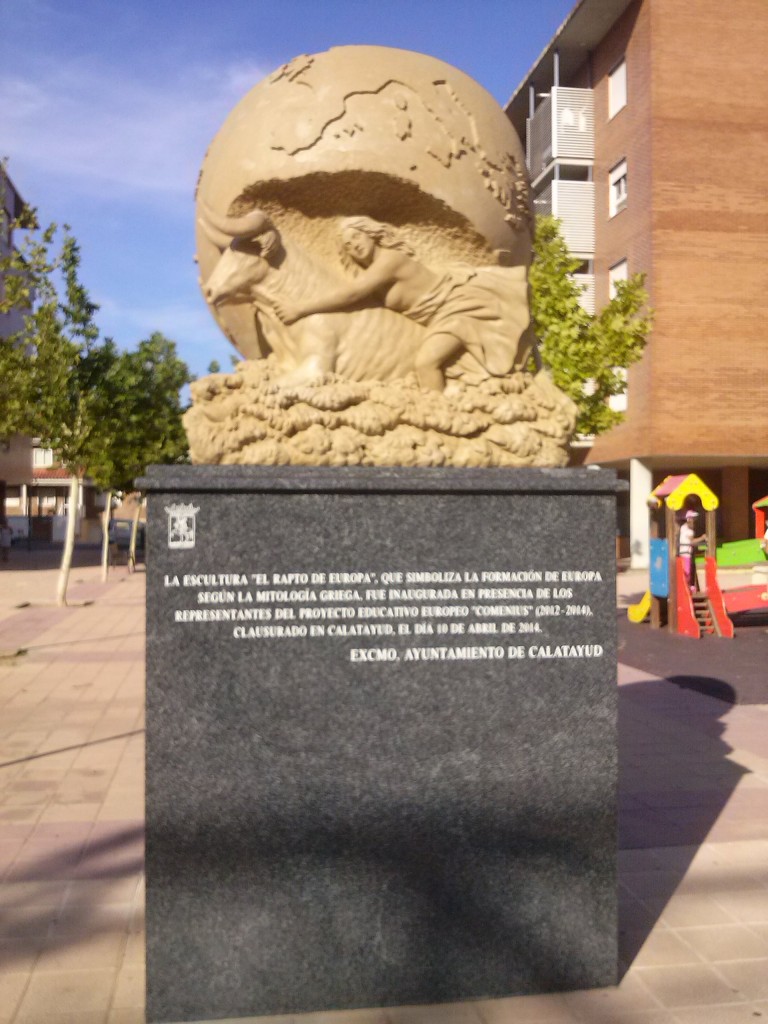 LA ESCULTURA "EL RAPTO DE EUROPA", QUE SIMBOLIZA LA FORMACIÓN DE EUROPA
SEGÚN LA MITOLOGÍA GRIEGA, FUE INAUGURADA EN PRESENCIA DE LOS
REPRESENTANTES DEL PROYECTO EDUCATIVO EUROPEO "COMENIUS" (2012-2014),
CLAUSURADO EN CALATAYUD, EL DÍA 10 DE ABRIL DE 2014.
EXCMO. AYUNTAMIENTO DE CALATAYUD